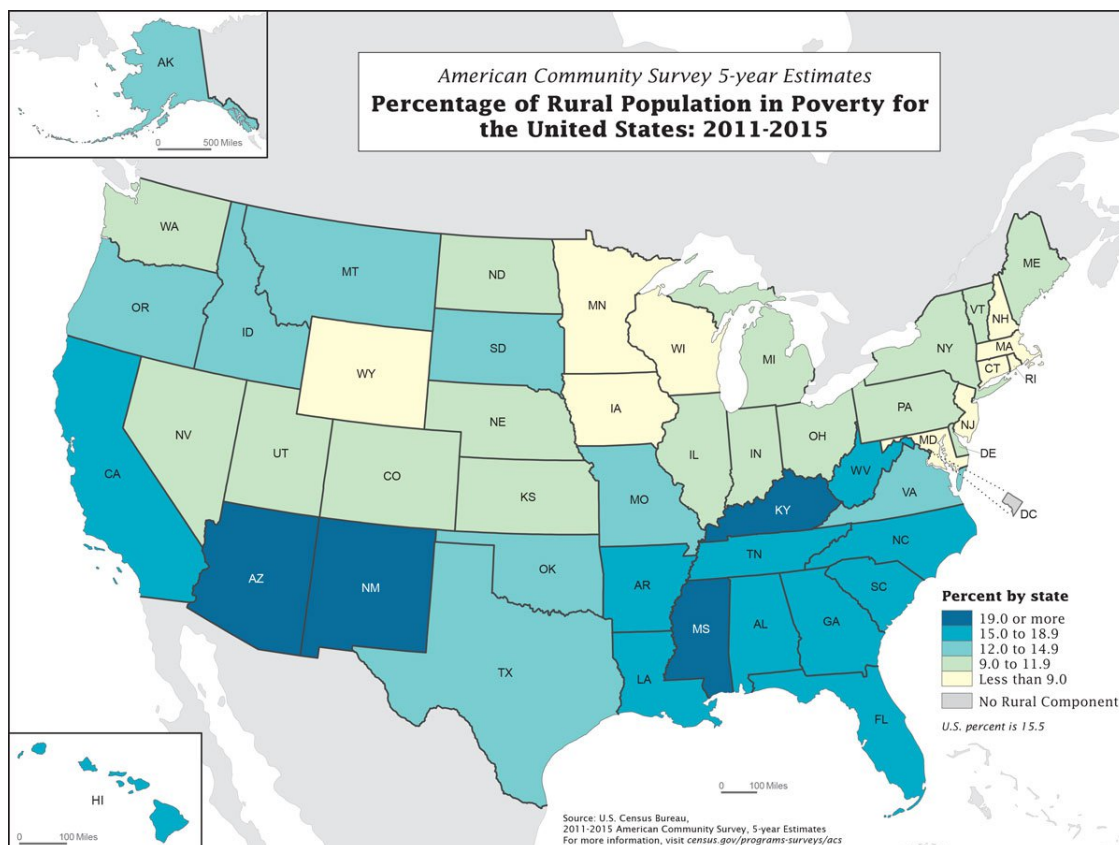 American Community Survey 5-year Estimates
Percentage of Rural Population in Poverty for
the United States: 2011-2015
AK
0 500 Miles
WA
MT
ND
MN
ME
OR
ID
SD
WI
MI
VT
NH
NY
MA
CT
RI
WY
IA
NE
PA
NJ
NV
UT
CO
IL
IN
OH
MD
DE
CA
KS
MO
WV
VA
KY
DC
AZ
NM
OK
AR
TN
NC
SC
MS
AL
GA
TX
LA
FL
Percent by state
19.0 or more
15.0 to 18.9
12.0 to 14.9
9.0 to 11.9
Less than 9.0
No Rural Component
U.S. percent is 15.5
HI
0 100 Miles
0 100 Miles
Source: U.S. Census Bureau,
2011-2015 American Community Survey, 5-year Estimates
For more information, visit census.gov/programs-surveys/acs